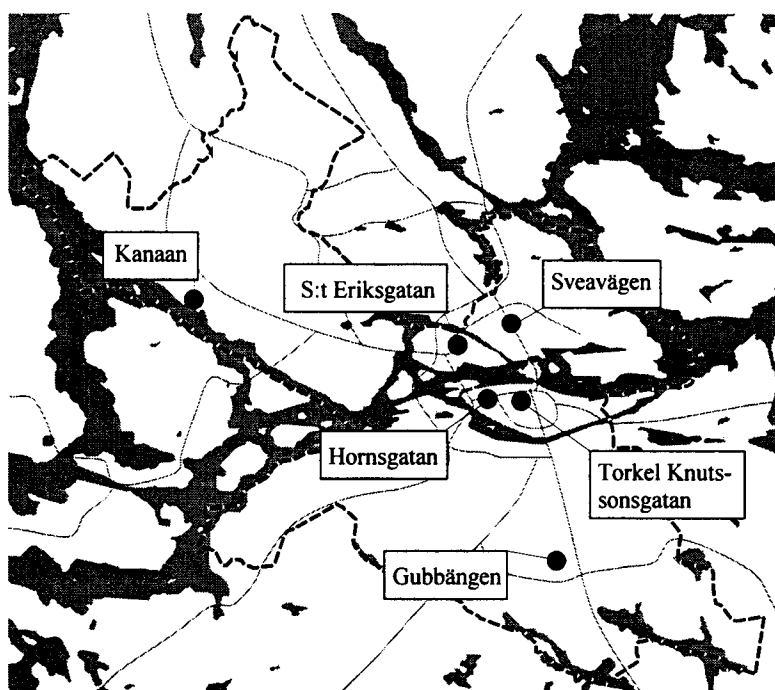 Kanaan
S:t Eriksgatan
Sveavägen
Hornsgatan
Torkel Knuts-
sonsgatan
Gubbängen